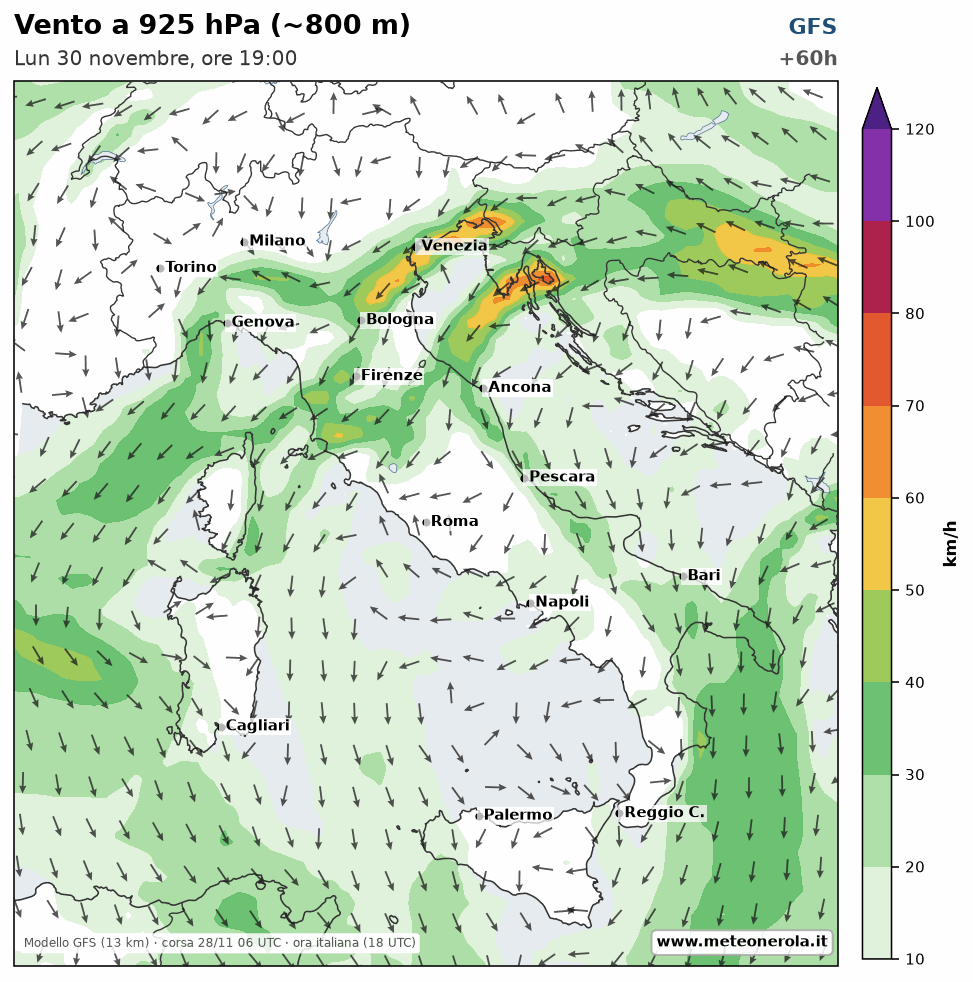 Vento a 925 hPa (~800 m)
GFS
Lun 30 novembre, ore 19:00
+60h
120
100
80
70
60
50
40
30
20
10
km/h
Milano
Venezia
Torino
Genova
Bologna
Firenze
Ancona
Pescara
Roma
Bari
Napoli
Cagliari
Palermo
Reggio C.
Modello GFS (13 km) · corsa 28/11 06 UTC · ora italiana (18 UTC)
www.meteonerola.it